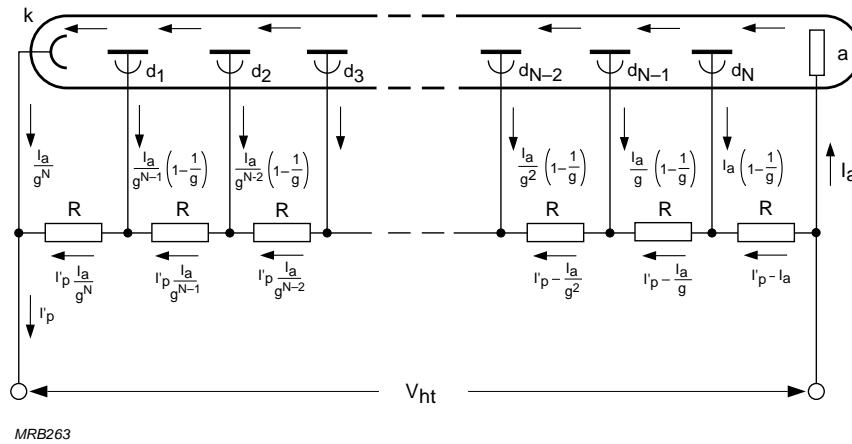 k
d1 d2 d3 dN–2 dN–1 dN a
Ia/g^N Ia/g^N-1 (1–1/g) Ia/g^N-2 (1–1/g) Ia/g^2 (1–1/g) Ia/g (1–1/g) Ia (1–1/g) Ia
R R R R R R
I'p Ia/g^N I'p Ia/g^N-1 I'p Ia/g^N-2 I'p – Ia/g^2 I'p – Ia/g I'p – Ia
I'p
Vht
MRB263